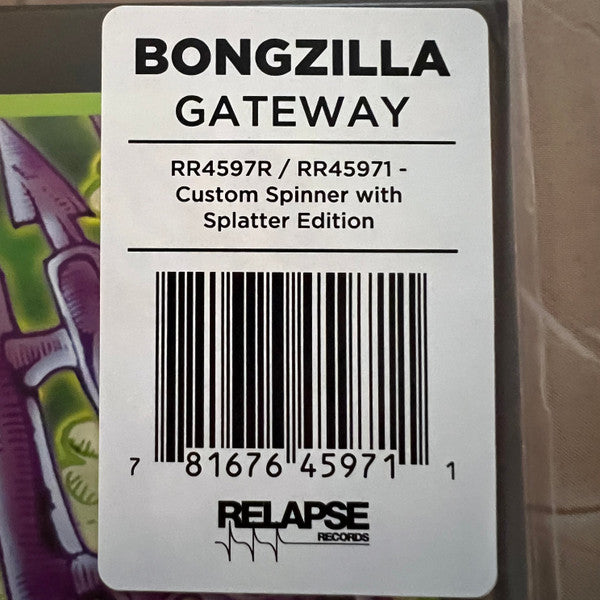 BONGZILLA
GATEWAY
RR4597R / RR45971 -
Custom Spinner with
Splatter Edition
7 81676 45971 1
RELAPSE
RECORDS